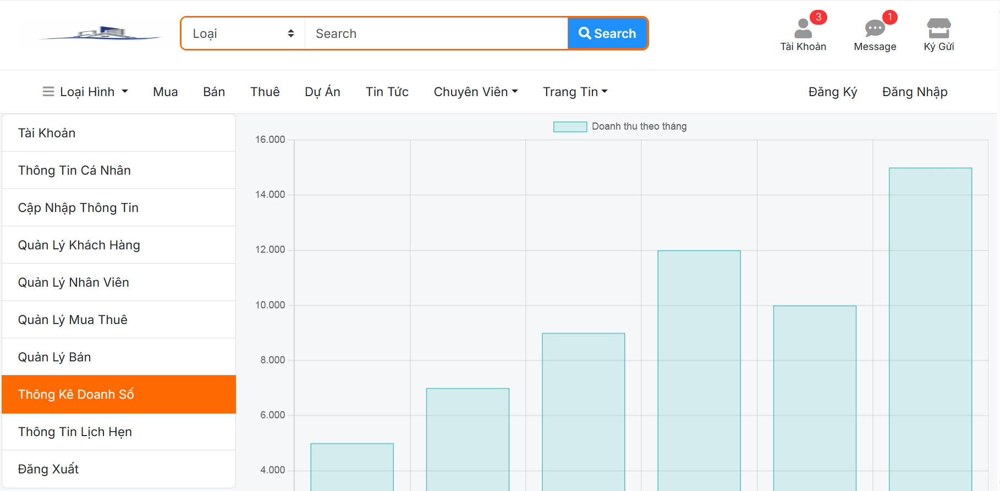 Loại
Search
Search
3
1
Tài Khoản
Message
Ký Gửi
Loại Hình
Mua
Bán
Thuê
Dự Án
Tin Tức
Chuyên Viên
Trang Tin
Đăng Ký
Đăng Nhập
Tài Khoản
Thông Tin Cá Nhân
Cập Nhập Thông Tin
Quản Lý Khách Hàng
Quản Lý Nhân Viên
Quản Lý Mua Thuê
Quản Lý Bán
Thông Kê Doanh Số
Thông Tin Lịch Hẹn
Đăng Xuất
Doanh thu theo tháng
16.000
14.000
12.000
10.000
8.000
6.000
4.000